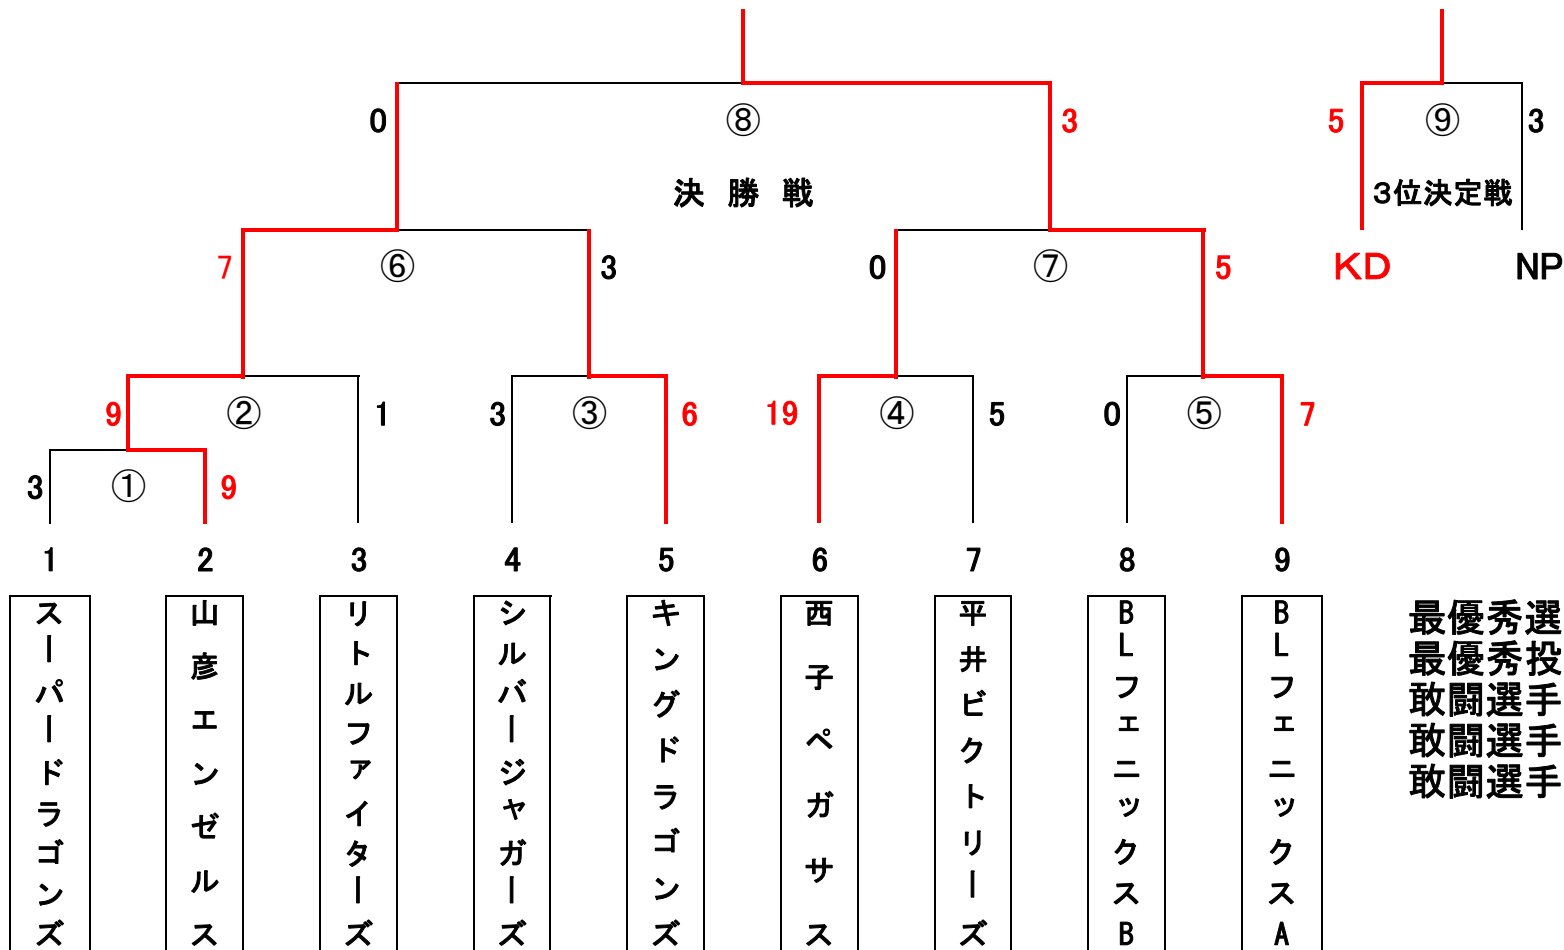 0 ⑧ 3 5 ⑨ 3
決 勝 戦 3位決定戦
7 ⑥ 3 0 ⑦ 5 KD NP
9 ② 1 3 ③ 6 19 ④ 5 0 ⑤ 7
3 ① 9
1 2 3 4 5 6 7 8 9
スーパードラゴンズ
山彦エンゼルス
リトルファイターズ
シルバージャガーズ
キングドラゴンズ
西子ペガサス
平井ビクトリーズ
BLフェニックスB
BLフェニックスA
最優秀選
最優秀投
敢闘選手
敢闘選手
敢闘選手